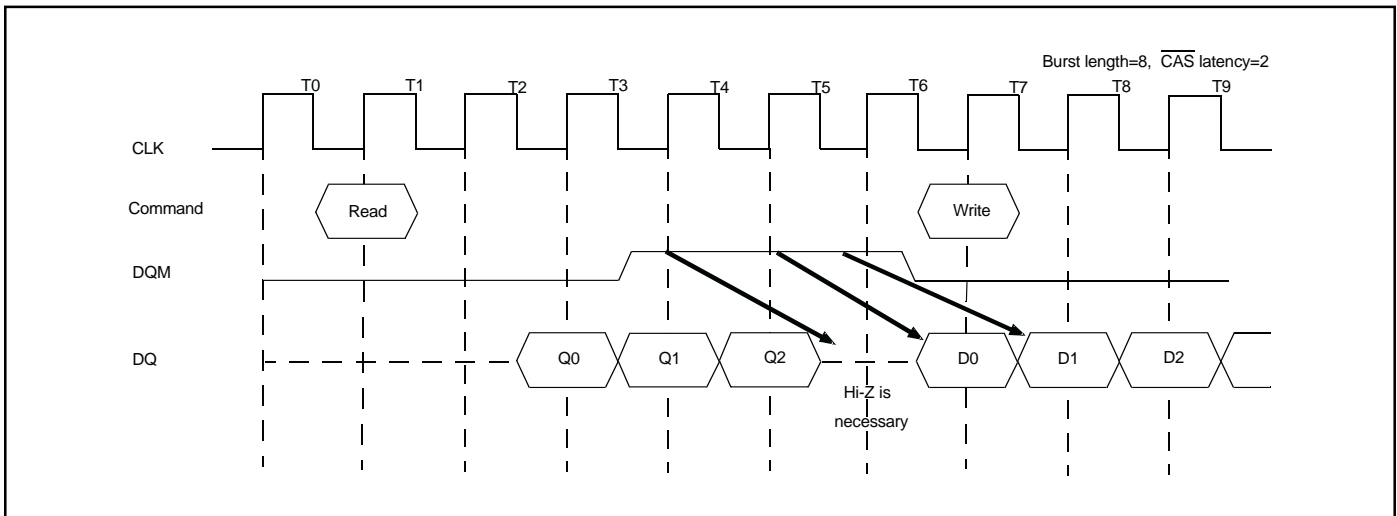 Burst length=8, CAS latency=2
T0 T1 T2 T3 T4 T5 T6 T7 T8 T9
CLK
Command Read Write
DQM
DQ Q0 Q1 Q2 D0 D1 D2
Hi-Z is
necessary